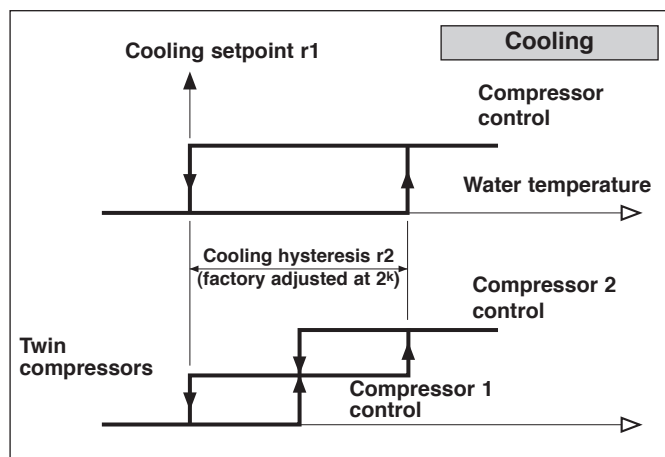 Cooling setpoint r1
Cooling
Compressor
control
Water temperature
Cooling hysteresis r2
(factory adjusted at 2ᵏ)
Compressor 2
control
Twin
compressors
Compressor 1
control